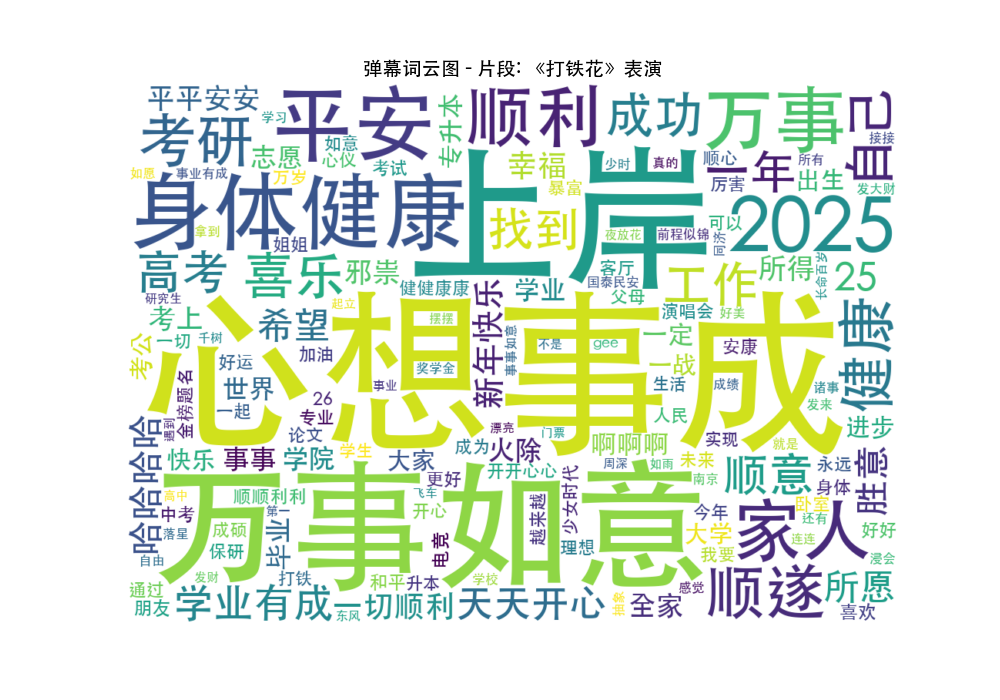 弹幕词云图 - 片段: 《打铁花》表演
平平安安
学习
平安
专升本
顺利
成功
万事
自己
接接
考研
志愿
如意
心仪
考试
幸福
暴富
少时
真的
顺心
厉害
一年
所有
出生
发大财
如愿
事业有成
万岁
拿到
身体健康
上岸
找到
夜放花
前程似锦
可以
同济
2025
姐姐
高考
喜乐
邪祟
健健康康
学业
客厅
国泰民安
父母
工作
所得
长命百岁
25
研究生
考上
希望
起立
摆摆
新年快乐
演唱会
好美
一定
健康
考公
一切
千树
好运
加油
心想事成
事事如意
不是
gee
一战
安康
金榜题名
世界
一起
26
专业
奖学金
事业
生活
成绩
诸事
发来
人民
哈哈哈哈哈
遇到
论文
漂亮
门票
啊啊啊
实现
就是
进步
快乐
事事
学院
学生
大家
成为
火除
开开心心
周深
如雨
未来
南京
顺意
永远
身体
胜意
高中
中考
顺顺利利
更好
飞车
开心
万事如意
越来越
少女时代
卧室
今年
还有
落星
成硕
第一
毕业
电竞
理想
大学
我要
家人
好好
连连
自由
保研
漫会
通过
发财
打铁
和平
升本
学校
感觉
顺遂
所愿
朋友
学业有成
东风
一切顺利
天天开心
抽象
全家
喜欢